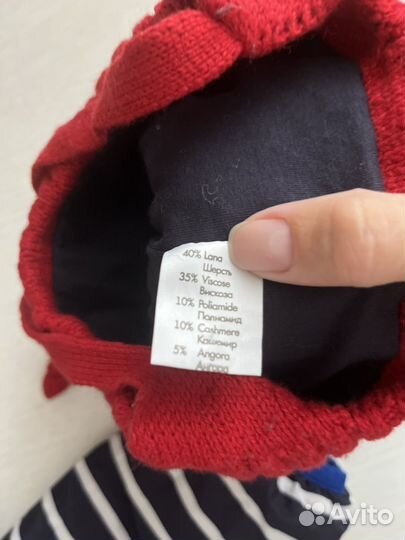 40% Lana
Шерсть
35% Viscose
Вискоза
10% Poliamide
Полиамид
10% Cashmere
Кашемир
5% Angora
Ангора
Avito